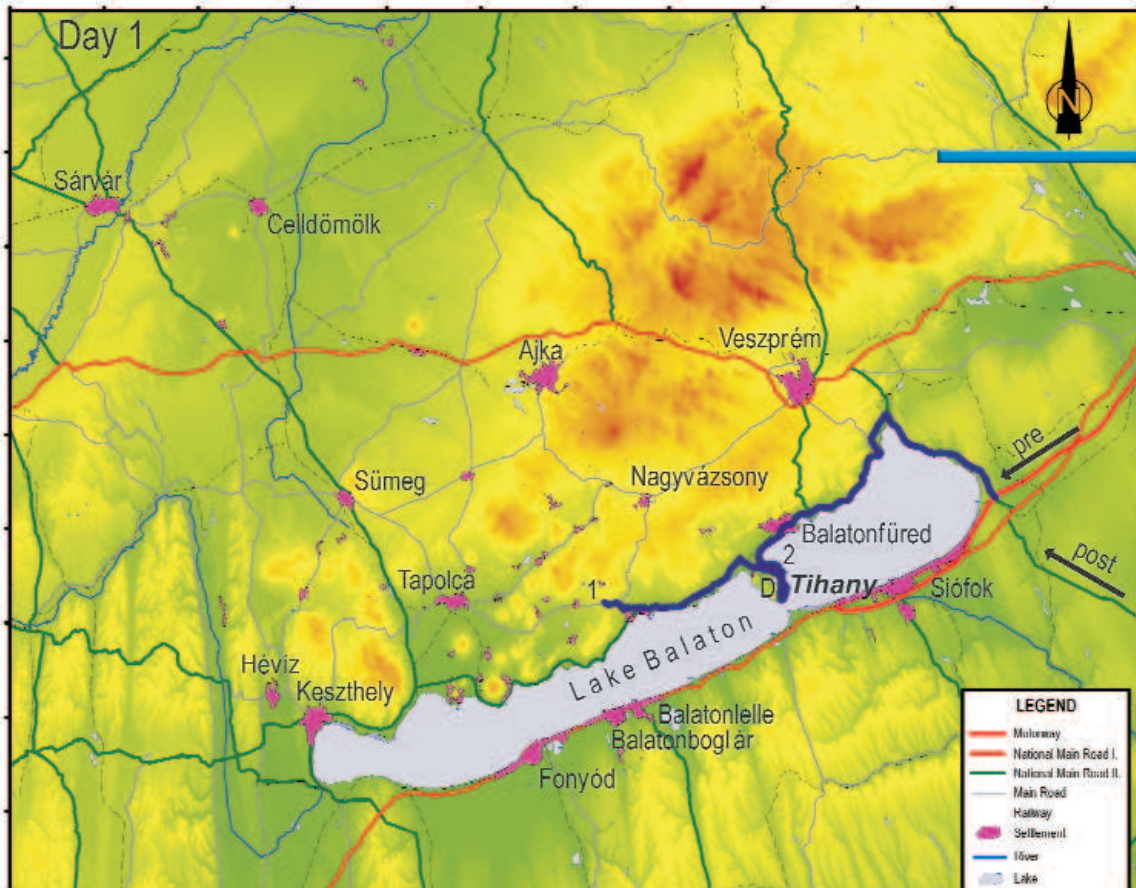 Day 1
N
Sárvár
Celldömölk
Ajka
Veszprém
pre
Sümeg
Nagyvázsony
Balatonfüred
post
Tapolca
1
2
D
Tihany
Siófok
Lake Balaton
Hévíz
Keszthely
Balatonlelle
Balatonboglár
Fonyód
LEGEND
Motorway
National Main Road I.
National Main Road II.
Main Road
Railway
Settlement
River
Lake